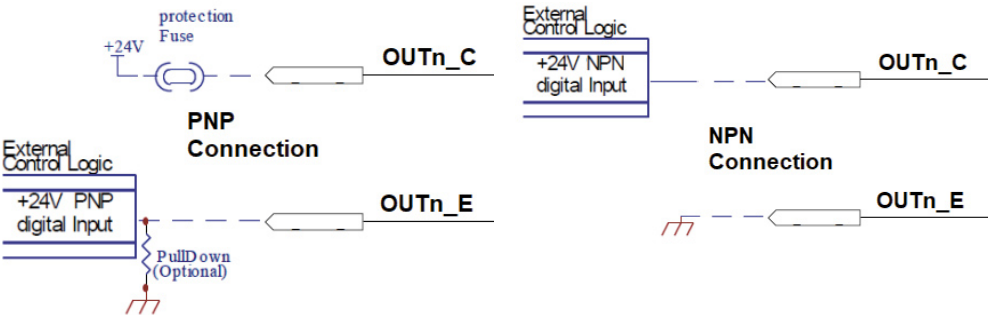 protection
Fuse
+24V
OUTn_C
PNP
Connection
External
Control Logic
+24V PNP
digital Input
OUTn_E
PullDown
(Optional)
External
Control Logic
+24V NPN
digital Input
OUTn_C
NPN
Connection
OUTn_E